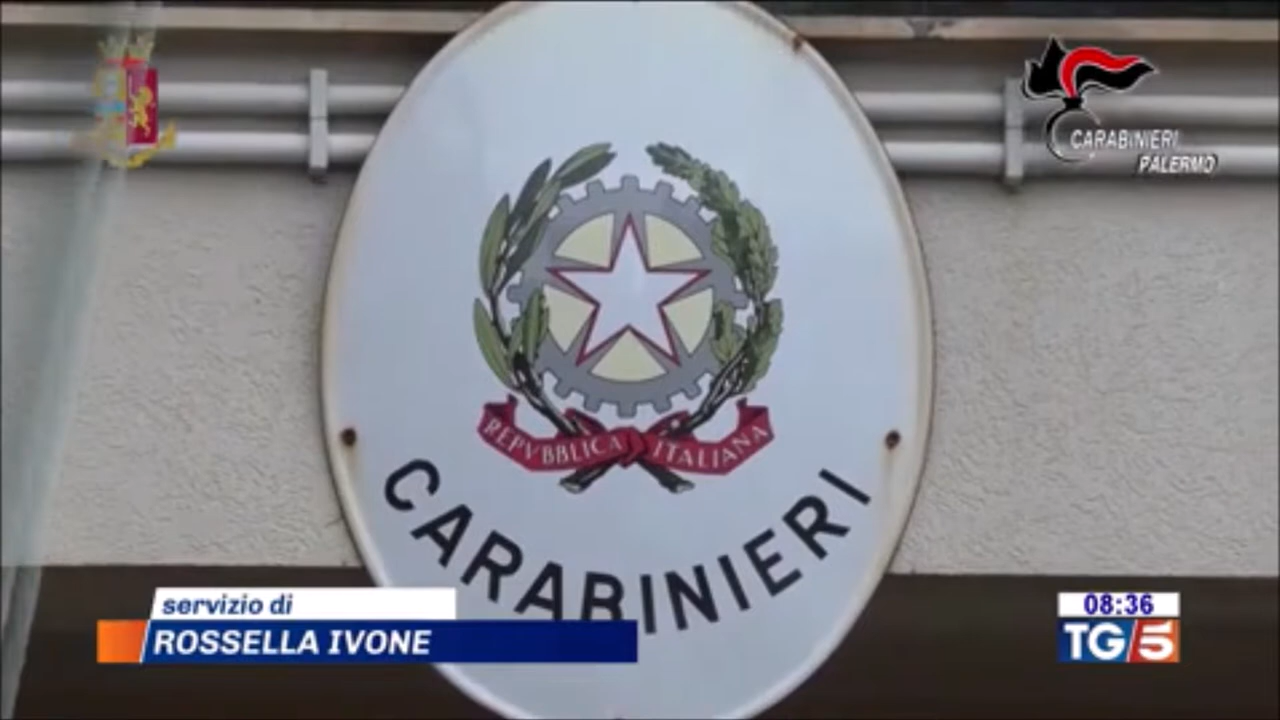 CARABINIERI
PALERMO
REPVBBLICA ITALIANA
CARABINIERI
servizio di
ROSSELLA IVONE
08:36
TG5